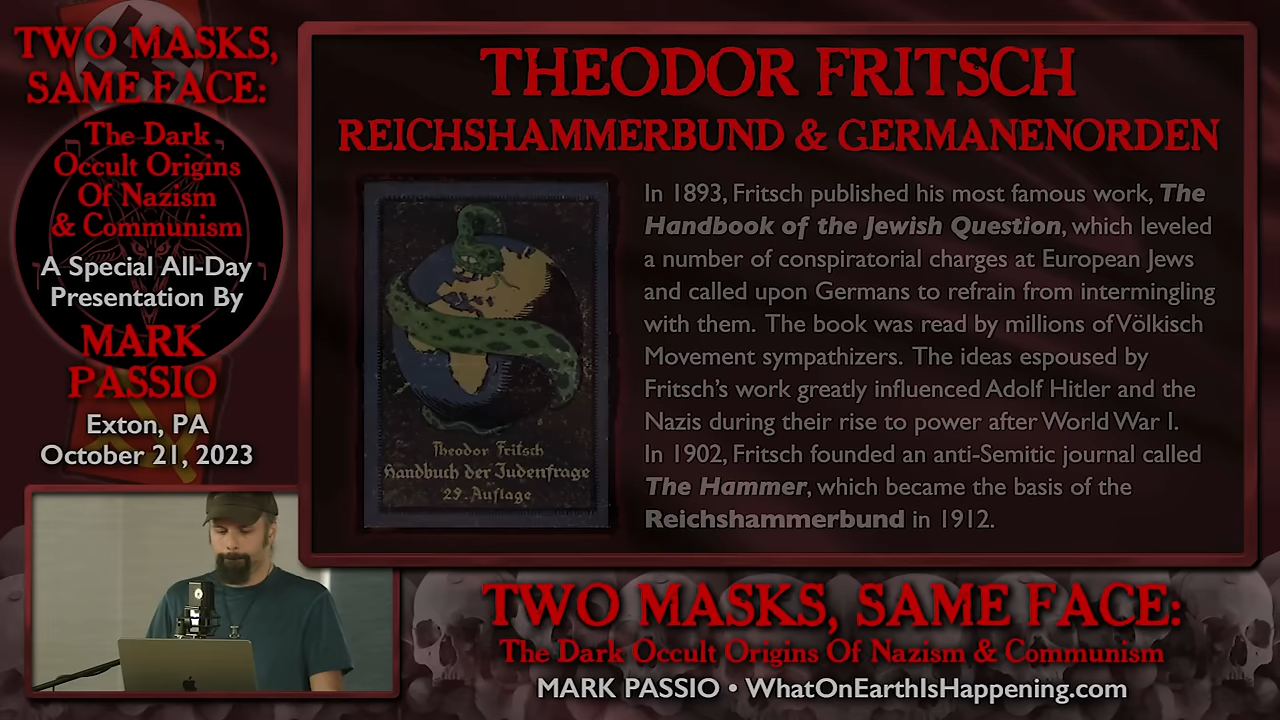 TWO MASKS,
SAME FACE:
The Dark
Occult Origins
Of Nazism
& Communism
A Special All-Day
Presentation By
MARK
PASSIO
Exton, PA
October 21, 2023
THEODOR FRITSCH
REICHSHAMMERBUND & GERMANENORDEN
Theodor Fritsch
Handbuch der Judenfrage
29. Auflage
In 1893, Fritsch published his most famous work, The
Handbook of the Jewish Question, which leveled
a number of conspiratorial charges at European Jews
and called upon Germans to refrain from intermingling
with them. The book was read by millions of Völkisch
Movement sympathizers. The ideas espoused by
Fritsch's work greatly influenced Adolf Hitler and the
Nazis during their rise to power after World War I.
In 1902, Fritsch founded an anti-Semitic journal called
The Hammer, which became the basis of the
Reichshammerbund in 1912.
TWO MASKS, SAME FACE:
The Dark Occult Origins Of Nazism & Communism
MARK PASSIO • WhatOnEarthIsHappening.com